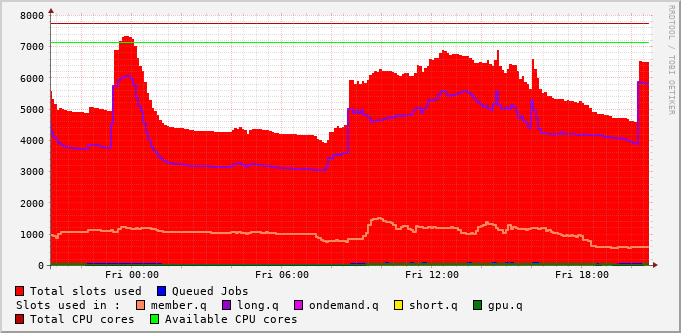 8000
7000
6000
5000
4000
3000
2000
1000
0
Fri 00:00 Fri 06:00 Fri 12:00 Fri 18:00
RRDTOOL / TOBI OETIKER
Total slots used Queued Jobs
Slots used in : member.q long.q ondemand.q short.q gpu.q
Total CPU cores Available CPU cores